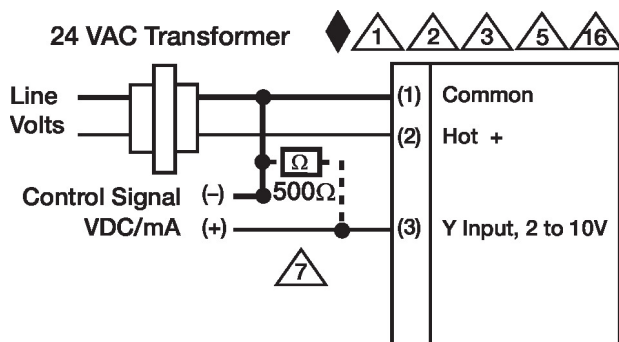 24 VAC Transformer
1 2 3 5 16
Line Volts
(1) Common
(2) Hot +
Ω
500Ω
Control Signal (–)
VDC/mA (+)
(3) Y Input, 2 to 10V
7